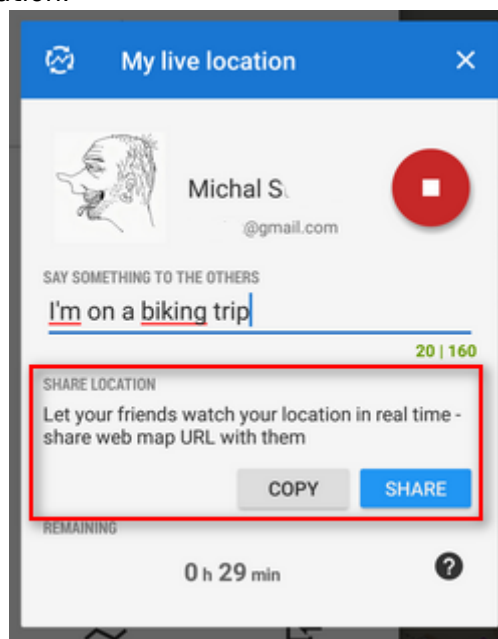 ation.
My live location
Michal S
@gmail.com
SAY SOMETHING TO THE OTHERS
I'm on a biking trip
20 | 160
SHARE LOCATION
Let your friends watch your location in real time -
share web map URL with them
COPY SHARE
REMAINING
0 h 29 min
?